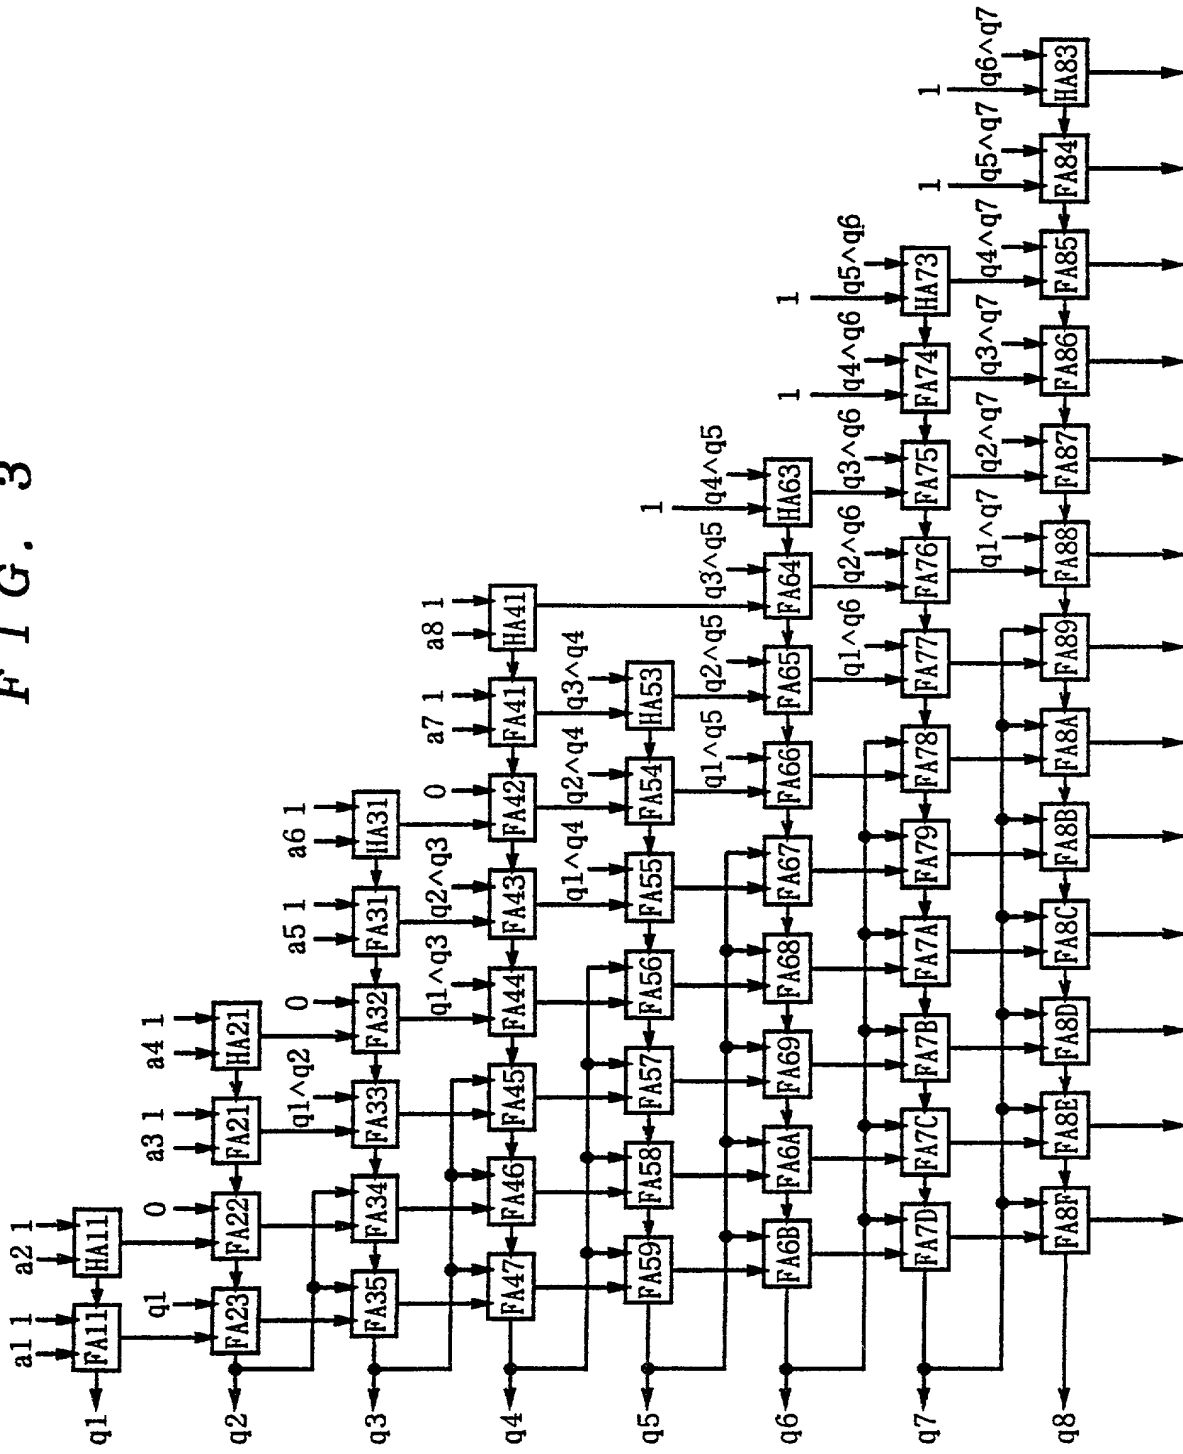 FIG. 3
a1 1 a2 1
q1 FA11 HA11
q1 0 a3 1 a4 1
q2 FA23 FA22 FA21 HA21
q1^q2 0 a5 1 a6 1
q3 FA35 FA34 FA33 FA32 FA31 HA31
q1^q3 q2^q3 0 a7 1 a8 1
q4 FA47 FA46 FA45 FA44 FA43 FA42 FA41 HA41
q1^q4 q2^q4 q3^q4
q5 FA59 FA58 FA57 FA56 FA55 FA54 HA53
1
q1^q5 q2^q5 q3^q5 q4^q5
q6 FA6B FA6A FA69 FA68 FA67 FA66 FA65 FA64 HA63
1 1
q1^q6 q2^q6 q3^q6 q4^q6 q5^q6
q7 FA7D FA7C FA7B FA7A FA79 FA78 FA77 FA76 FA75 FA74 HA73
1 1
q1^q7 q2^q7 q3^q7 q4^q7 q5^q7 q6^q7
q8 FA8F FA8E FA8D FA8C FA8B FA8A FA89 FA88 FA87 FA86 FA85 FA84 HA83